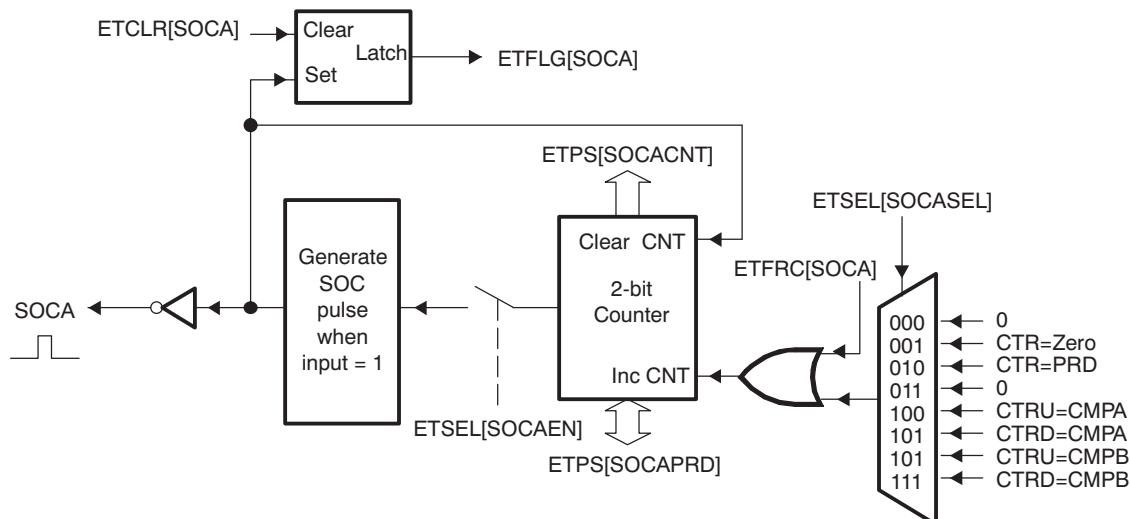 ETCLR[SOCA]
Clear
Latch
Set
ETFLG[SOCA]
ETPS[SOCACNT]
ETSEL[SOCASEL]
Generate
SOC
pulse
when
input = 1
Clear CNT
2-bit
Counter
Inc CNT
ETFRC[SOCA]
SOCA
ETSEL[SOCAEN]
ETPS[SOCAPRD]
000 0
001 CTR=Zero
010 CTR=PRD
011 0
100 CTRU=CMPA
101 CTRD=CMPA
101 CTRU=CMPB
111 CTRD=CMPB